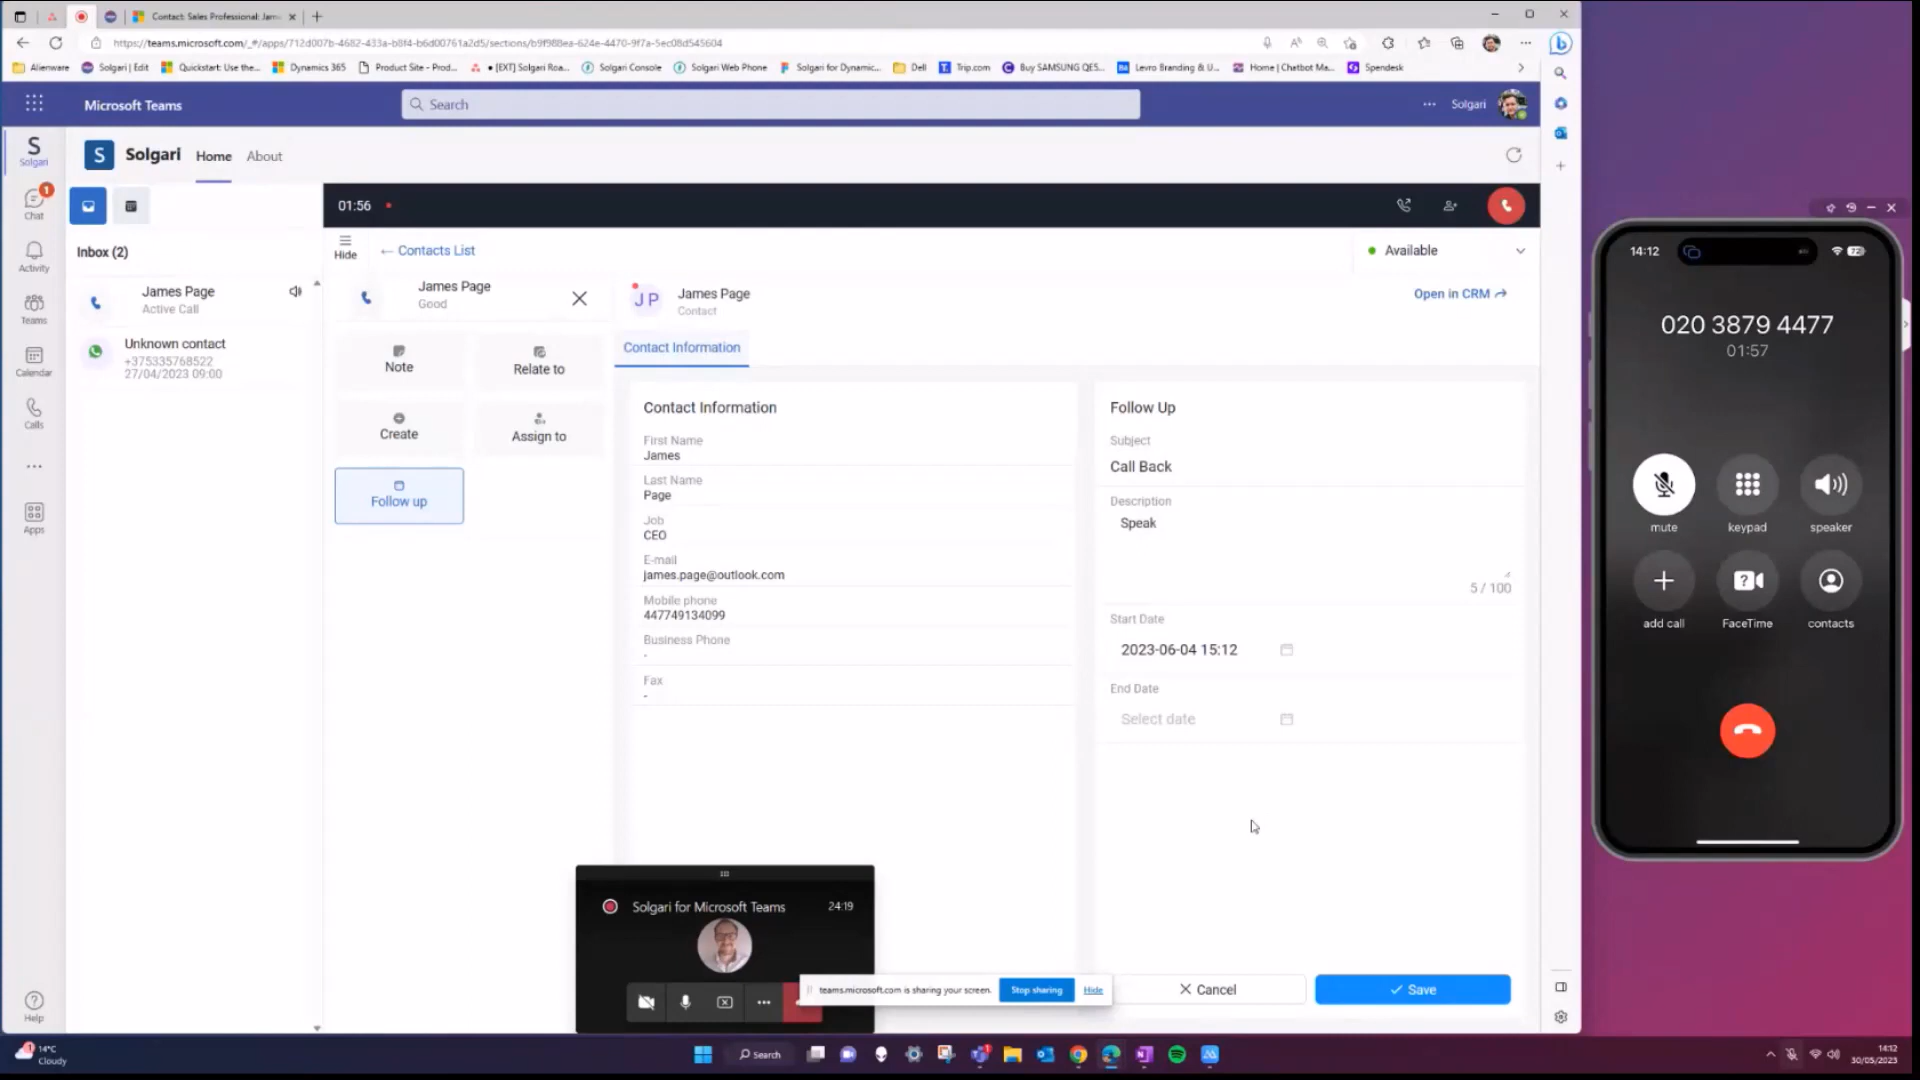 Contact: Sales Professional: Jam
https://teams.microsoft.com/_#/apps/712d007b-4682-433a-b8f4-b6d00761a2d5/sections/b9f988ea-624e-4470-9f7a-5ec08d545604
Alienware
Solgari | Edit
Quickstart: Use the...
Dynamics 365
Product Site - Prod...
• [EXT] Solgari Roa...
Solgari Console
Solgari Web Phone
Solgari for Dynamic...
Dell
Trip.com
Buy SAMSUNG QE5...
Levro Branding & U...
Home | Chatbot Ma...
Spendesk
Microsoft Teams
Search
Solgari
S
Solgari
S
Solgari
Home
About
1
Chat
Activity
Teams
Calendar
Calls
Apps
Help
01:56
Inbox (2)
Hide
← Contacts List
Available
James Page
Active Call
Unknown contact
+375335768522
27/04/2023 09:00
James Page
Good
J P
James Page
Contact
Open in CRM
Note
Relate to
Create
Assign to
Follow up
Contact Information
Contact Information
First Name
James
Last Name
Page
Job
CEO
E-mail
james.page@outlook.com
Mobile phone
447749134099
Business Phone
-
Fax
-
Follow Up
Subject
Call Back
Description
Speak
5 / 100
Start Date
2023-06-04 15:12
End Date
Select date
Cancel
Save
Solgari for Microsoft Teams
24:19
teams.microsoft.com is sharing your screen.
Stop sharing
Hide
14:12
72
020 3879 4477
01:57
mute
keypad
speaker
add call
FaceTime
contacts
1
14°C
Cloudy
Search
14:12
30/05/2023